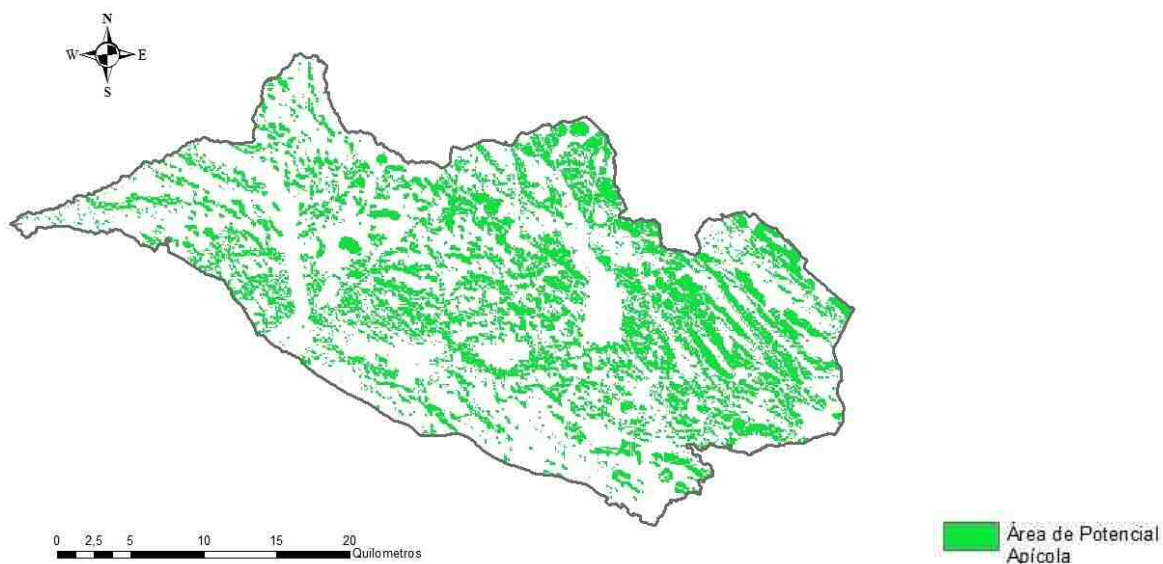 N
W E
S
0 2,5 5 10 15 20
Quilometros
Área de Potencial
Apícola